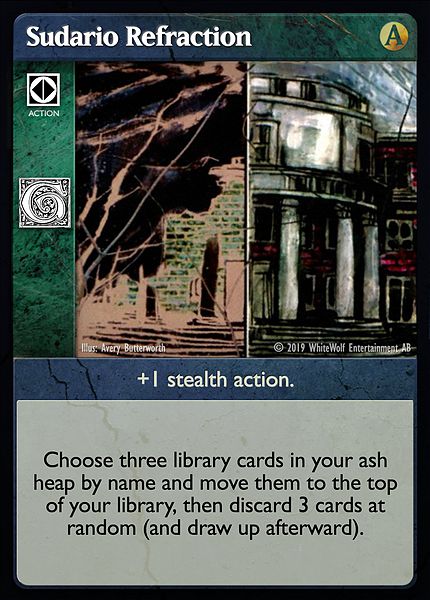 Sudario Refraction
A
ACTION
G
Illus: Avery Butterworth
© 2019 WhiteWolf Entertainment AB
+1 stealth action.
Choose three library cards in your ash
heap by name and move them to the top
of your library, then discard 3 cards at
random (and draw up afterward).